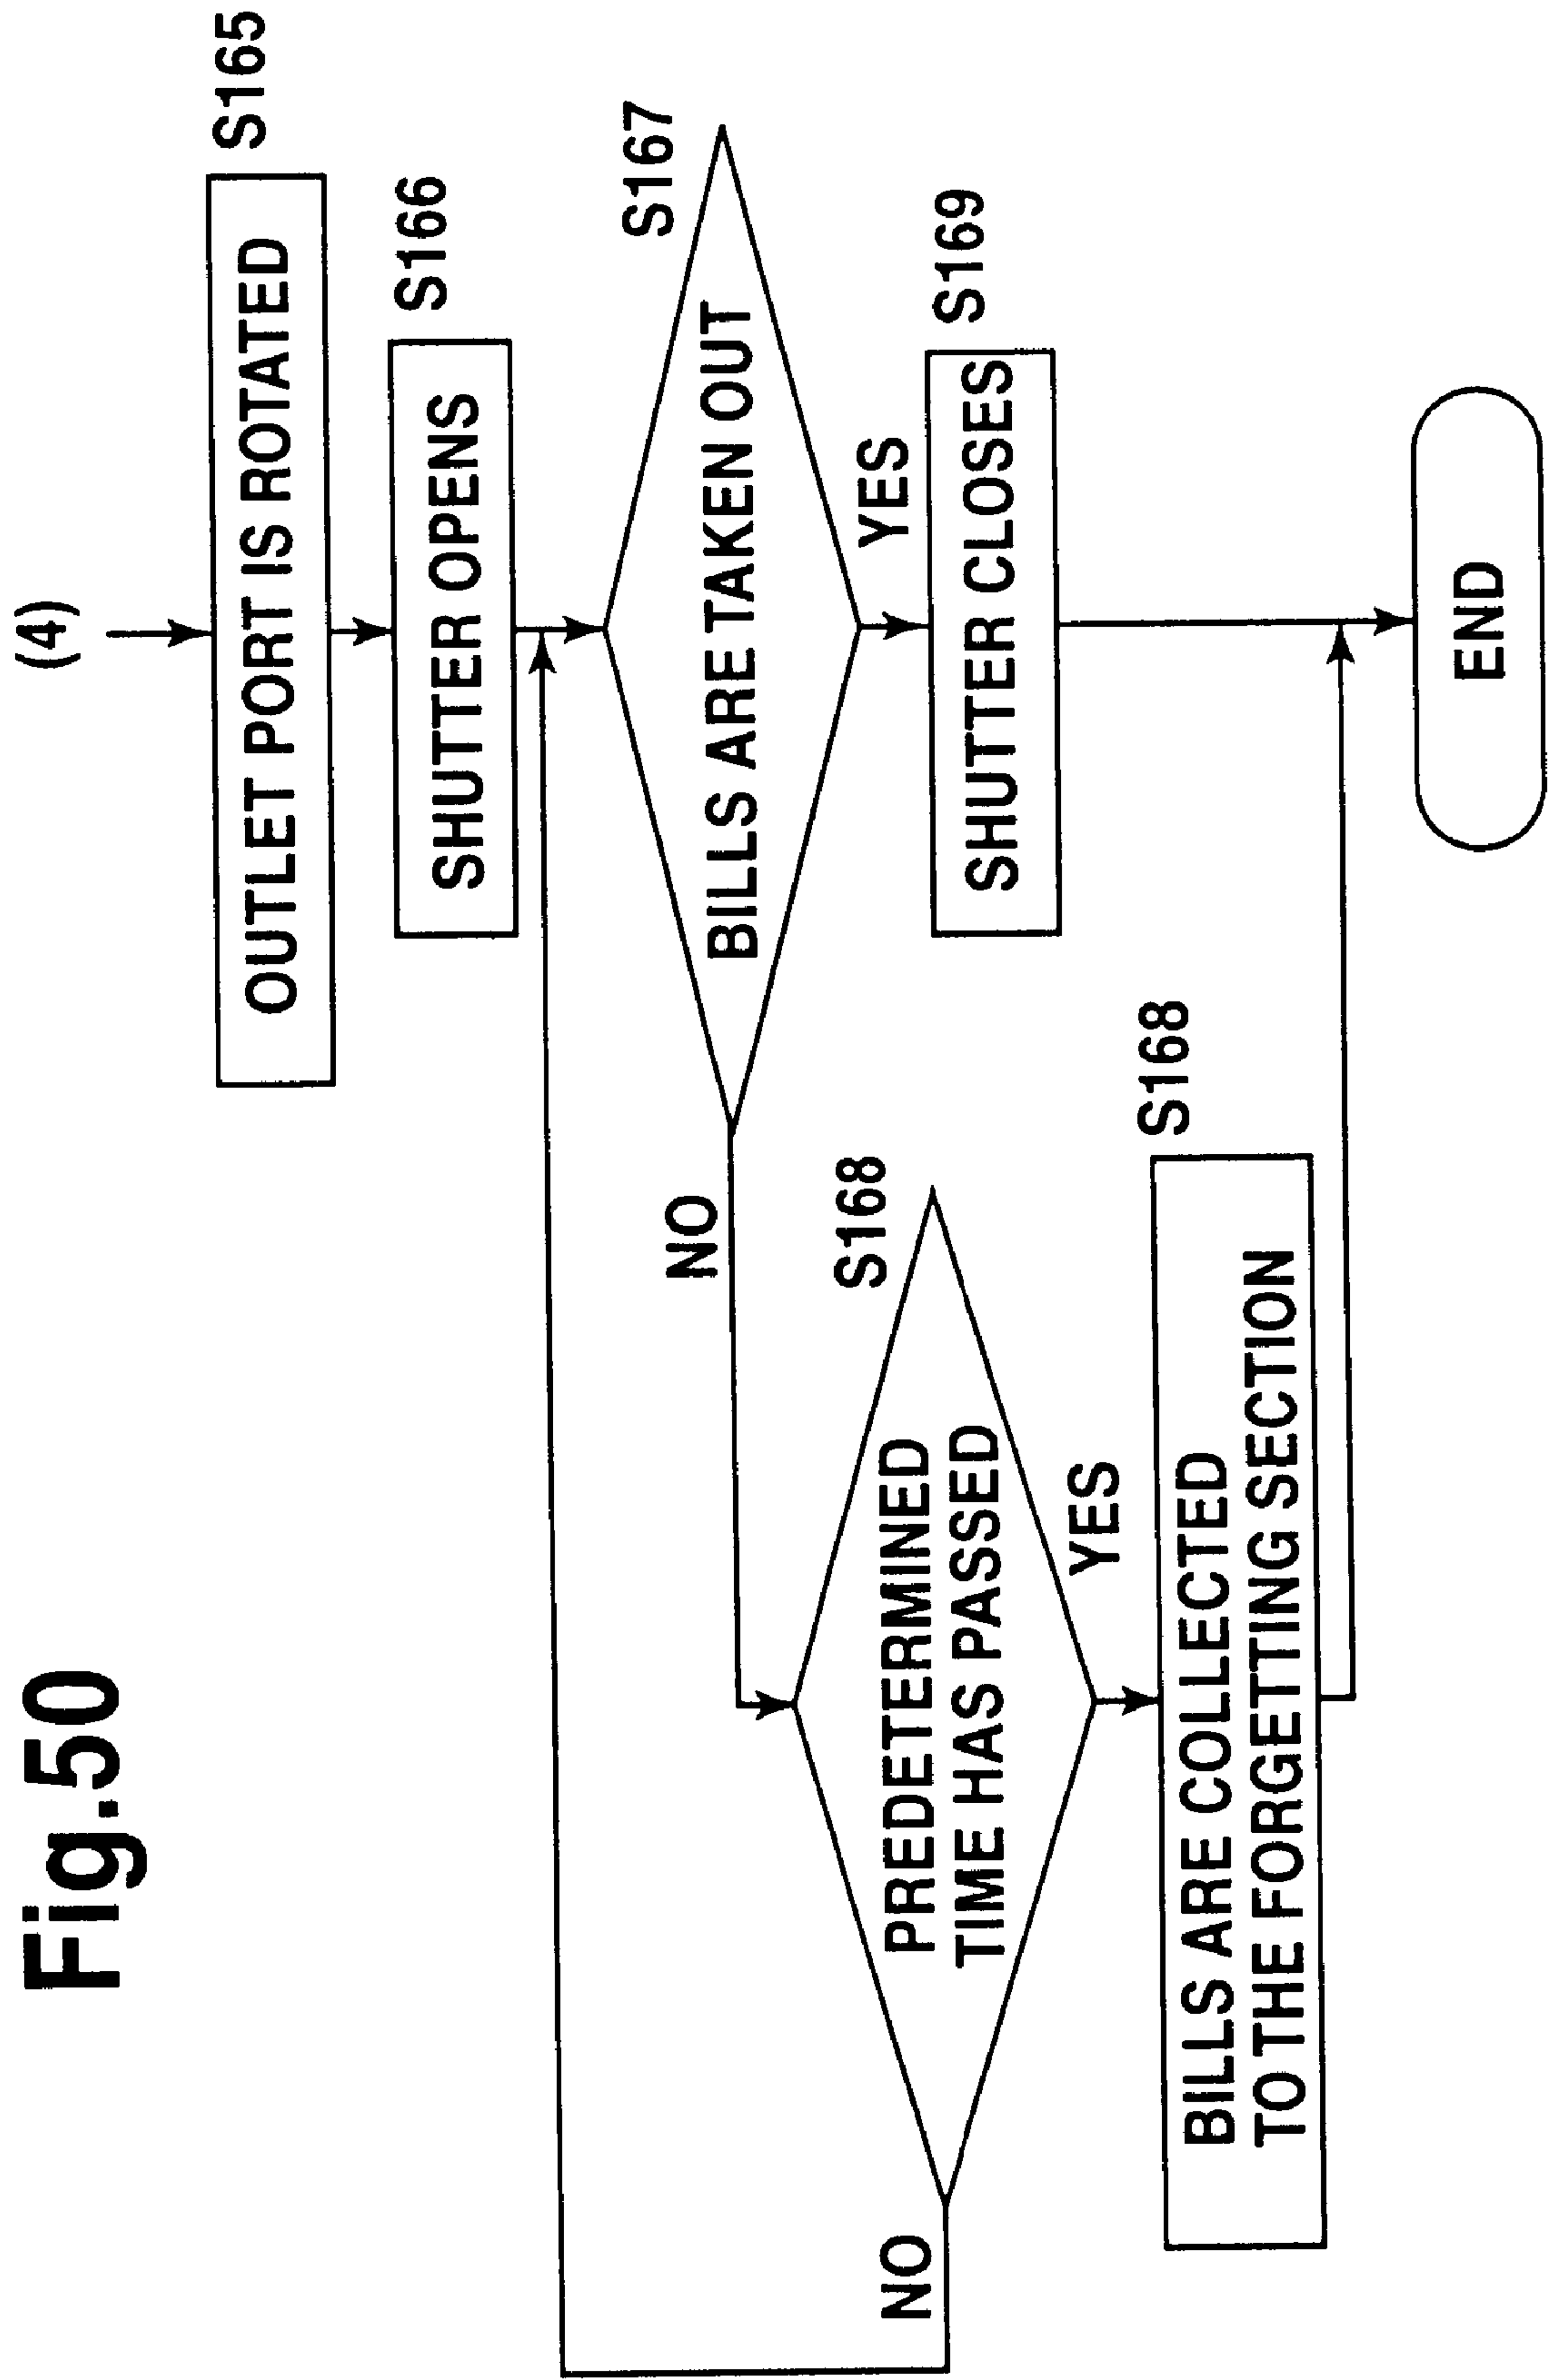 Fig.50
(4)
OUTLET PORT IS ROTATED
S165
SHUTTER OPENS
S166
BILLS ARE TAKEN OUT
S167
NO
YES
PREDETERMINED
TIME HAS PASSED
S168
NO
YES
SHUTTER CLOSES
S169
BILLS ARE COLLECTED
TO THE FORGETTING SECTION
S168
END